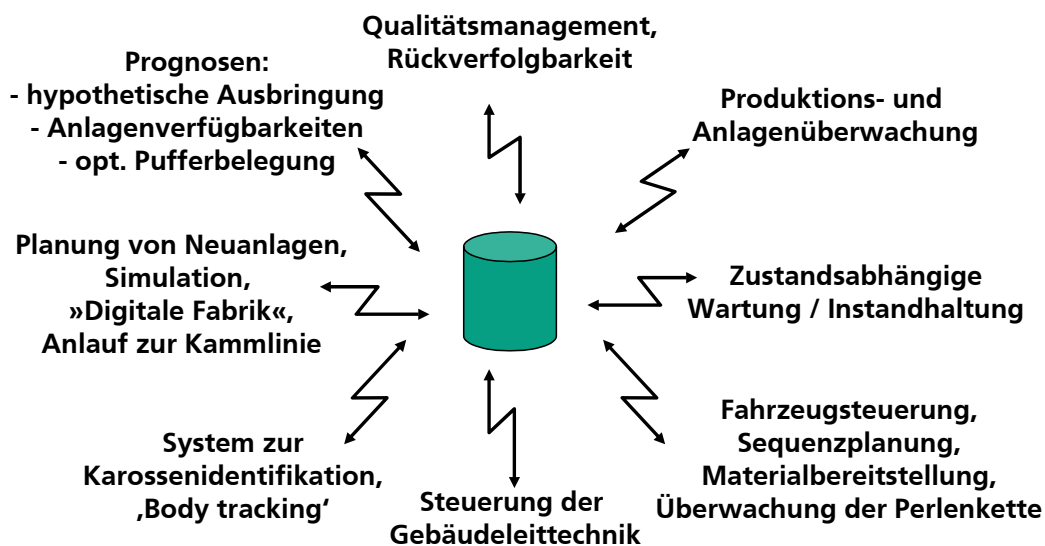 Qualitätsmanagement,
Rückverfolgbarkeit
Prognosen:
- hypothetische Ausbringung
- Anlagenverfügbarkeiten
- opt. Pufferbelegung
Produktions- und
Anlagenüberwachung
Planung von Neuanlagen,
Simulation,
»Digitale Fabrik«,
Anlauf zur Kammlinie
Zustandsabhängige
Wartung / Instandhaltung
System zur
Karossenidentifikation,
‚Body tracking‘
Steuerung der
Gebäudeleittechnik
Fahrzeugsteuerung,
Sequenzplanung,
Materialbereitstellung,
Überwachung der Perlenkette